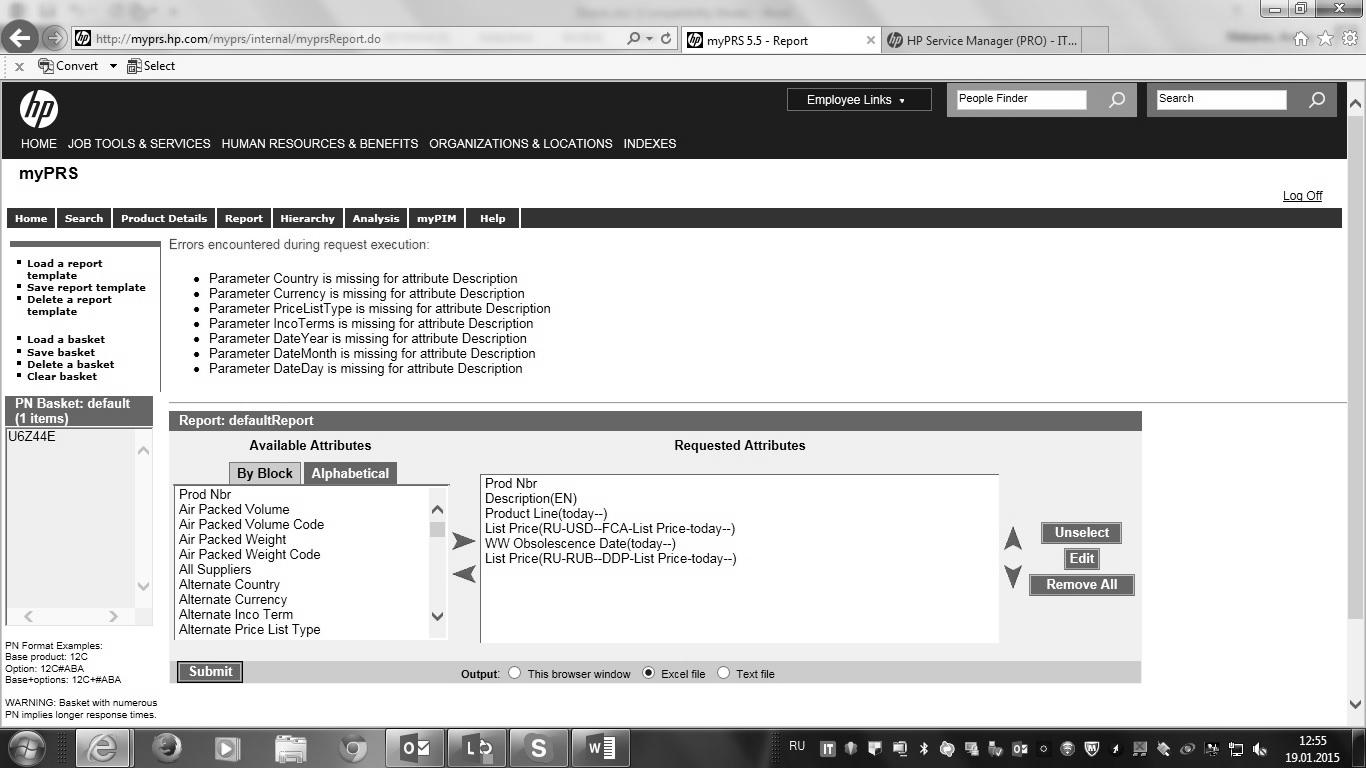 http://myprs.hp.com/myprs/internal/myprsReport.do
myPRS 5.5 - Report
HP Service Manager (PRO) - IT...
x Convert Select
hp
Employee Links
People Finder
Search
HOME JOB TOOLS & SERVICES HUMAN RESOURCES & BENEFITS ORGANIZATIONS & LOCATIONS INDEXES
myPRS
Log Off
Home Search Product Details Report Hierarchy Analysis myPIM Help
Load a report
template
Save report template
Delete a report
template
Load a basket
Save basket
Delete a basket
Clear basket
PN Basket: default
(1 items)
U6Z44E
PN Format Examples:
Base product: 12C
Option: 12C#ABA
Base+options: 12C+#ABA
WARNING: Basket with numerous
PN implies longer response times.
Errors encountered during request execution:
Parameter Country is missing for attribute Description
Parameter Currency is missing for attribute Description
Parameter PriceListType is missing for attribute Description
Parameter IncoTerms is missing for attribute Description
Parameter DateYear is missing for attribute Description
Parameter DateMonth is missing for attribute Description
Parameter DateDay is missing for attribute Description
Report: defaultReport
Available Attributes
By Block Alphabetical
Prod Nbr
Air Packed Volume
Air Packed Volume Code
Air Packed Weight
Air Packed Weight Code
All Suppliers
Alternate Country
Alternate Currency
Alternate Inco Term
Alternate Price List Type
Requested Attributes
Prod Nbr
Description(EN)
Product Line(today--)
List Price(RU-USD--FCA-List Price-today--)
WW Obsolescence Date(today--)
List Price(RU-RUB--DDP-List Price-today--)
Unselect
Edit
Remove All
Submit
Output: This browser window Excel file Text file
RU
12:55
19.01.2015